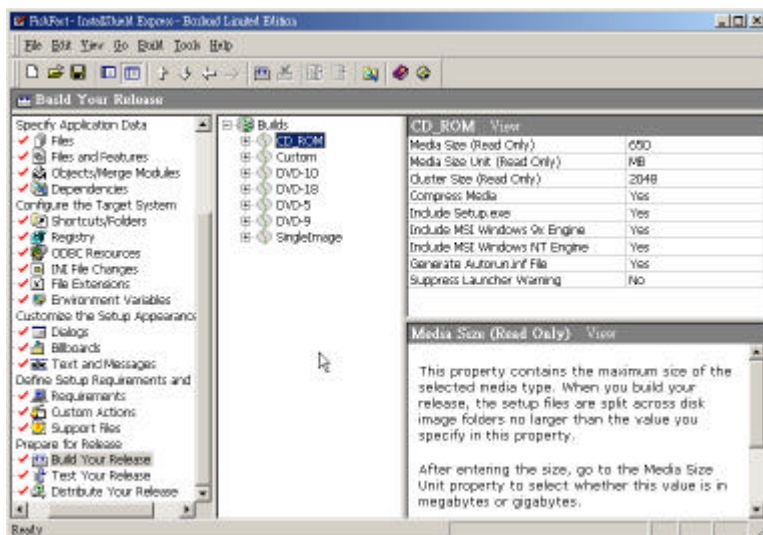 FishFact - InstallShield Express - Borland Limited Edition
File Edit View Go Build Tools Help
Build Your Release
Specify Application Data
Files
Files and Features
Objects/Merge Modules
Dependencies
Configure the Target System
Shortcuts/Folders
Registry
ODBC Resources
INI File Changes
File Extensions
Environment Variables
Customize the Setup Appearanc
Dialogs
Billboards
Text and Messages
Define Setup Requirements and
Requirements
Custom Actions
Support Files
Prepare for Release
Build Your Release
Test Your Release
Distribute Your Release
Builds
CD_ROM
Custom
DVD-10
DVD-18
DVD-5
DVD-9
SingleImage
CD_ROM View
Media Size (Read Only) 650
Media Size Unit (Read Only) MB
Cluster Size (Read Only) 2048
Compress Media Yes
Include Setup.exe Yes
Include MSI Windows 9x Engine Yes
Include MSI Windows NT Engine Yes
Generate Autorun.inf File Yes
Suppress Launcher Warning No
Media Size (Read Only) View
This property contains the maximum size of the
selected media type. When you build your
release, the setup files are split across disk
image folders no larger than the value you
specify in this property.
After entering the size, go to the Media Size
Unit property to select whether this value is in
megabytes or gigabytes.
Ready